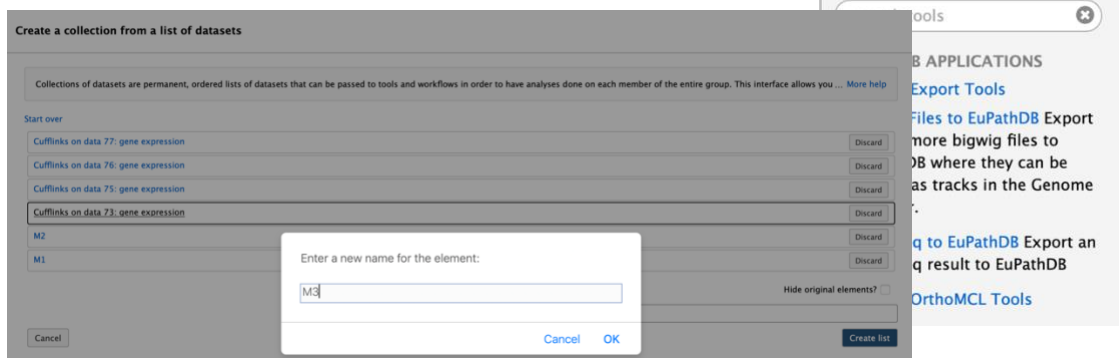 Create a collection from a list of datasets
Collections of datasets are permanent, ordered lists of datasets that can be passed to tools and workflows in order to have analyses done on each member of the entire group. This interface allows you ... More help
Start over
Cufflinks on data 77: gene expression Discard
Cufflinks on data 76: gene expression Discard
Cufflinks on data 75: gene expression Discard
Cufflinks on data 73: gene expression Discard
M2 Discard
M1 Discard
Enter a new name for the element:
M3
Hide original elements?
Cancel OK
Cancel
Create list
ools
B APPLICATIONS
Export Tools
Files to EuPathDB Export
more bigwig files to
DB where they can be
as tracks in the Genome
r.
q to EuPathDB Export an
q result to EuPathDB
OrthoMCL Tools